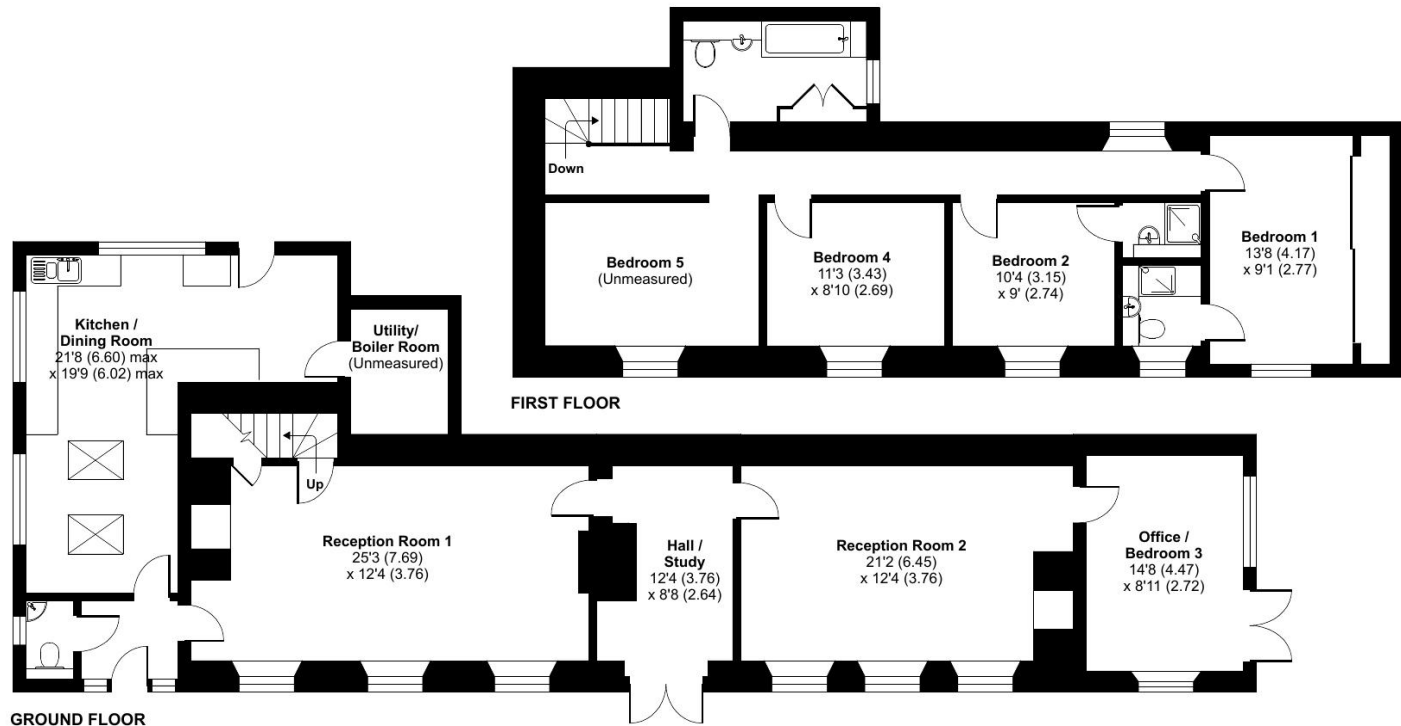 Down
Bedroom 5
(Unmeasured)
Bedroom 4
11'3 (3.43)
x 8'10 (2.69)
Bedroom 2
10'4 (3.15)
x 9' (2.74)
Bedroom 1
13'8 (4.17)
x 9'1 (2.77)
FIRST FLOOR
Kitchen /
Dining Room
21'8 (6.60) max
x 19'9 (6.02) max
Utility/
Boiler Room
(Unmeasured)
Up
Reception Room 1
25'3 (7.69)
x 12'4 (3.76)
Hall /
Study
12'4 (3.76)
x 8'8 (2.64)
Reception Room 2
21'2 (6.45)
x 12'4 (3.76)
Office /
Bedroom 3
14'8 (4.47)
x 8'11 (2.72)
GROUND FLOOR